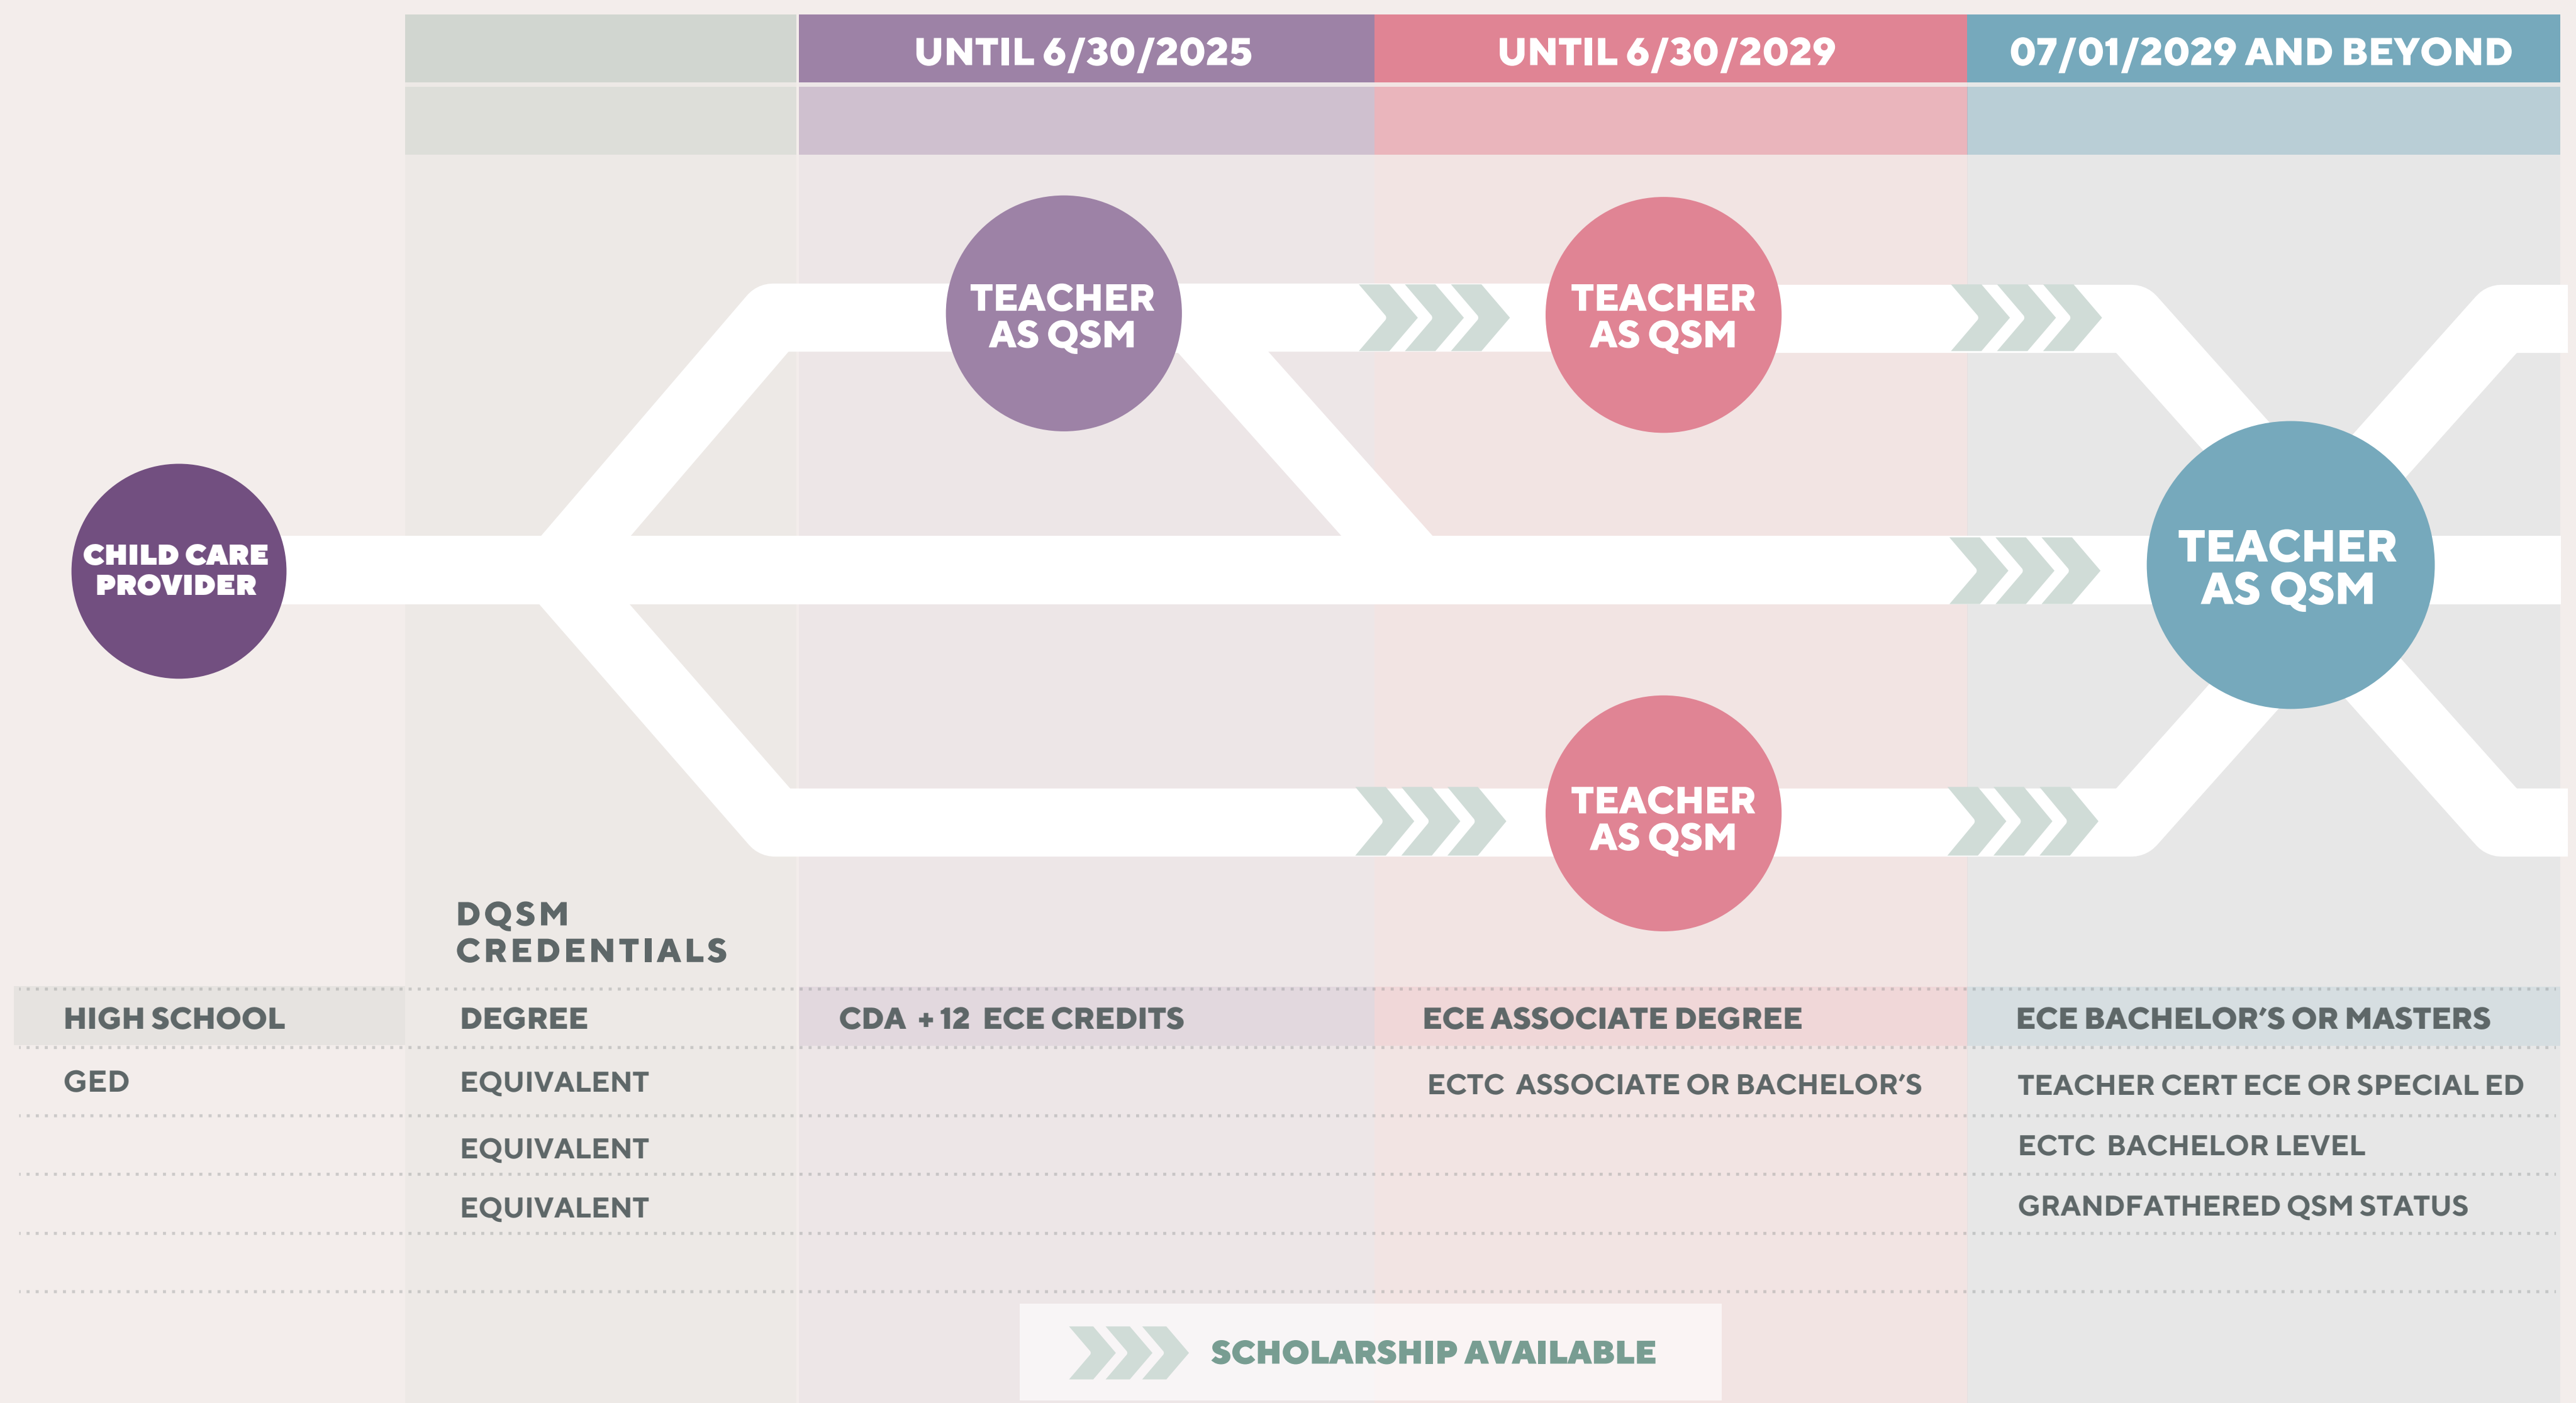 UNTIL 6/30/2025
UNTIL 6/30/2029
07/01/2029 AND BEYOND
TEACHER
AS QSM
TEACHER
AS QSM
CHILD CARE
PROVIDER
TEACHER
AS QSM
TEACHER
AS QSM
DQSM
CREDENTIALS
HIGH SCHOOL
DEGREE
CDA + 12 ECE CREDITS
ECE ASSOCIATE DEGREE
ECE BACHELOR'S OR MASTERS
GED
EQUIVALENT
ECTC ASSOCIATE OR BACHELOR'S
TEACHER CERT ECE OR SPECIAL ED
EQUIVALENT
ECTC BACHELOR LEVEL
EQUIVALENT
GRANDFATHERED QSM STATUS
SCHOLARSHIP AVAILABLE